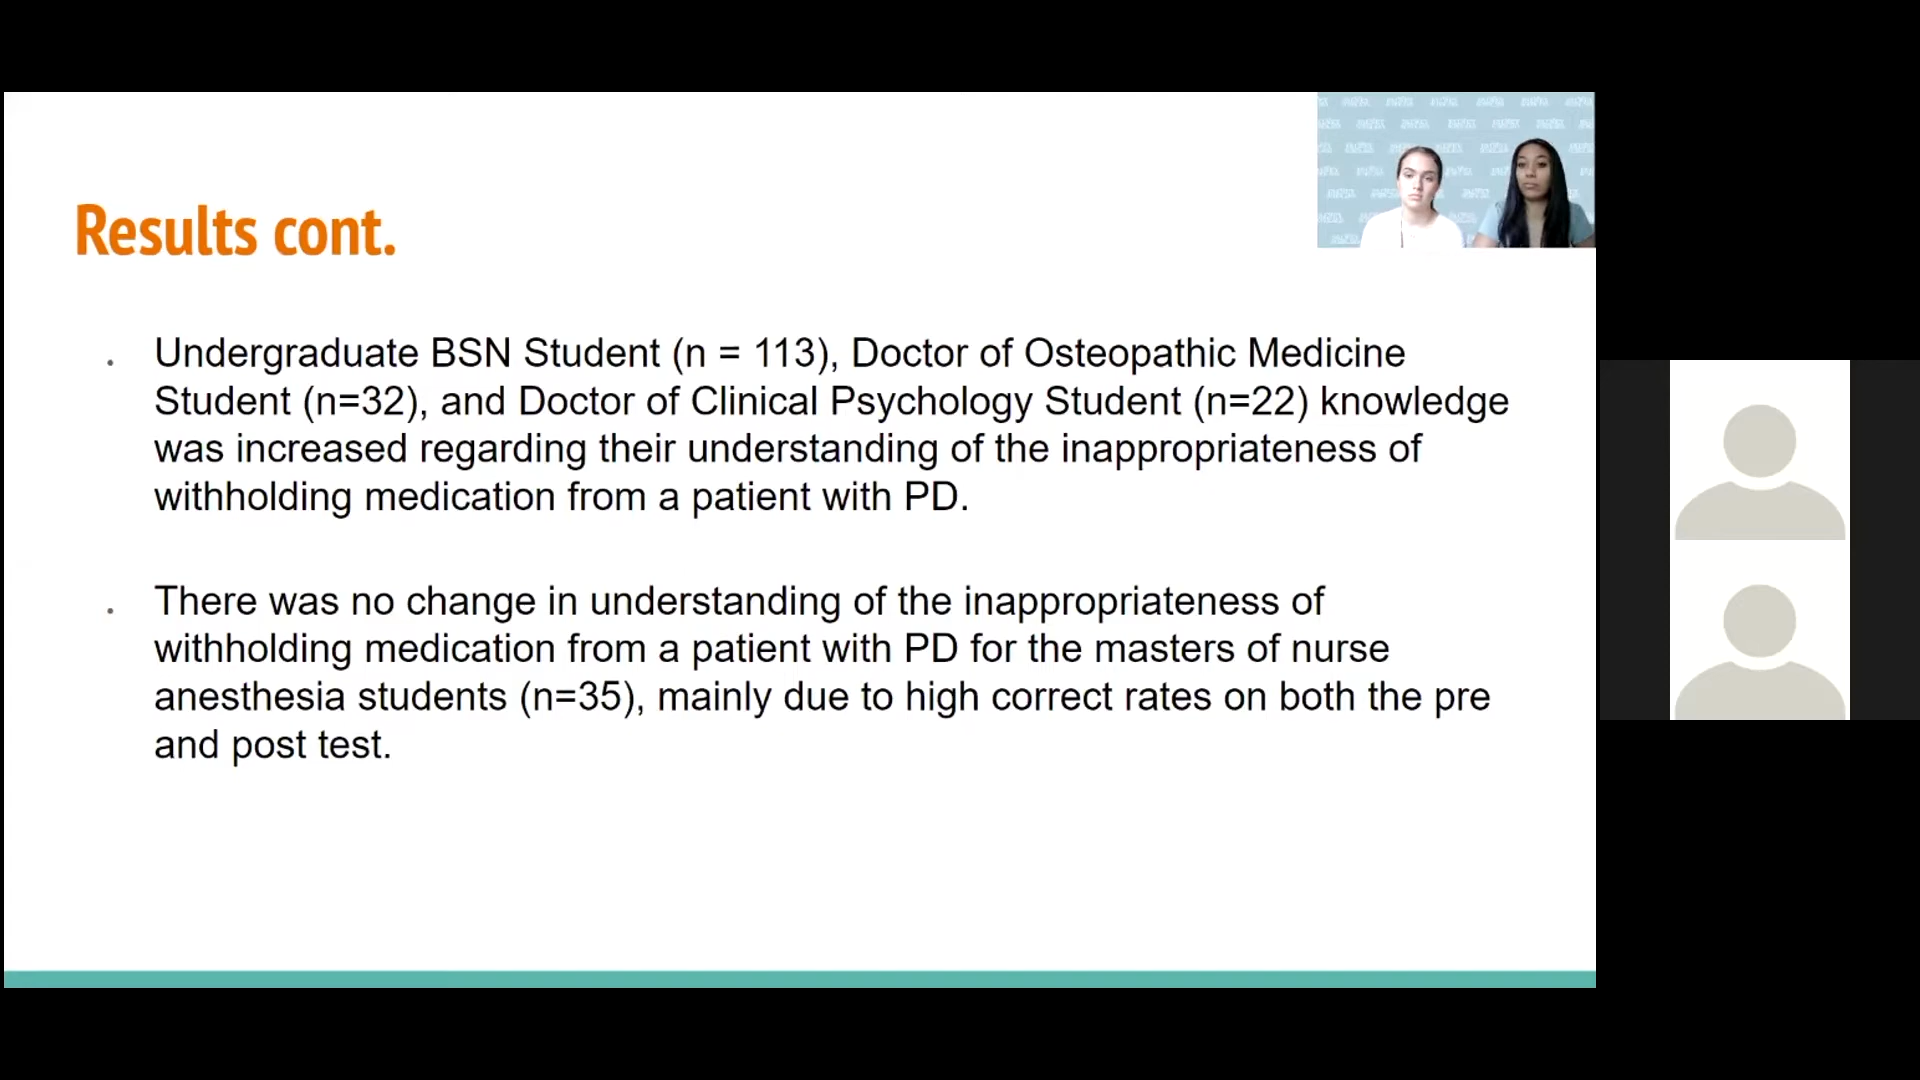 Results cont.
Undergraduate BSN Student (n = 113), Doctor of Osteopathic Medicine
Student (n=32), and Doctor of Clinical Psychology Student (n=22) knowledge
was increased regarding their understanding of the inappropriateness of
withholding medication from a patient with PD.
There was no change in understanding of the inappropriateness of
withholding medication from a patient with PD for the masters of nurse
anesthesia students (n=35), mainly due to high correct rates on both the pre
and post test.